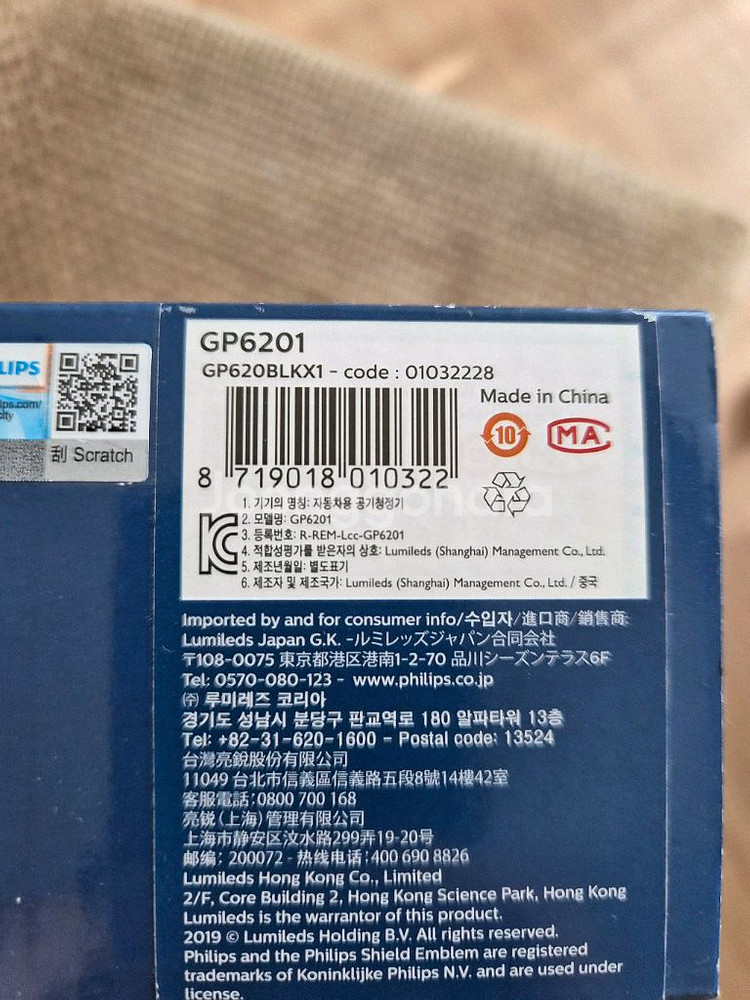 GP6201
GP620BLKX1 - code : 01032228
Made in China
10
MA
8 719018 010322
1. 기기의 명칭: 자동차용 공기청정기
2. 모델명: GP6201
3. 등록번호: R-REM-Lcc-GP6201
4. 적합성평가를 받은자의 상호: Lumileds (Shanghai) Management Co., Ltd.
5. 제조년월일: 별도표기
6. 제조자 및 제조국가: Lumileds (Shanghai) Management Co., Ltd. / 중국
LIPS
ips.com/
刮 Scratch
Imported by and for consumer info/수입자/進口商/銷售商:
Lumileds Japan G.K. -ルミレッズジャパン合同会社
〒108-0075 東京都港区港南1-2-70 品川シーズンテラス6F
Tel: 0570-080-123 - www.philips.co.jp
㈜ 루미레즈 코리아
경기도 성남시 분당구 판교역로 180 알파타워 13층
Tel: +82-31-620-1600 - Postal code: 13524
台灣亮銳股份有限公司
11049 台北市信義區信義路五段8號14樓42室
客服電話:0800 700 168
亮锐（上海）管理有限公司
上海市静安区汶水路299弄19-20号
邮编: 200072 - 热线电话:400 690 8826
Lumileds Hong Kong Co., Limited
2/F, Core Building 2, Hong Kong Science Park, Hong Kong
Lumileds is the warrantor of this product.
2019 © Lumileds Holding B.V. All rights reserved.
Philips and the Philips Shield Emblem are registered
trademarks of Koninklijke Philips N.V. and are used under
license.